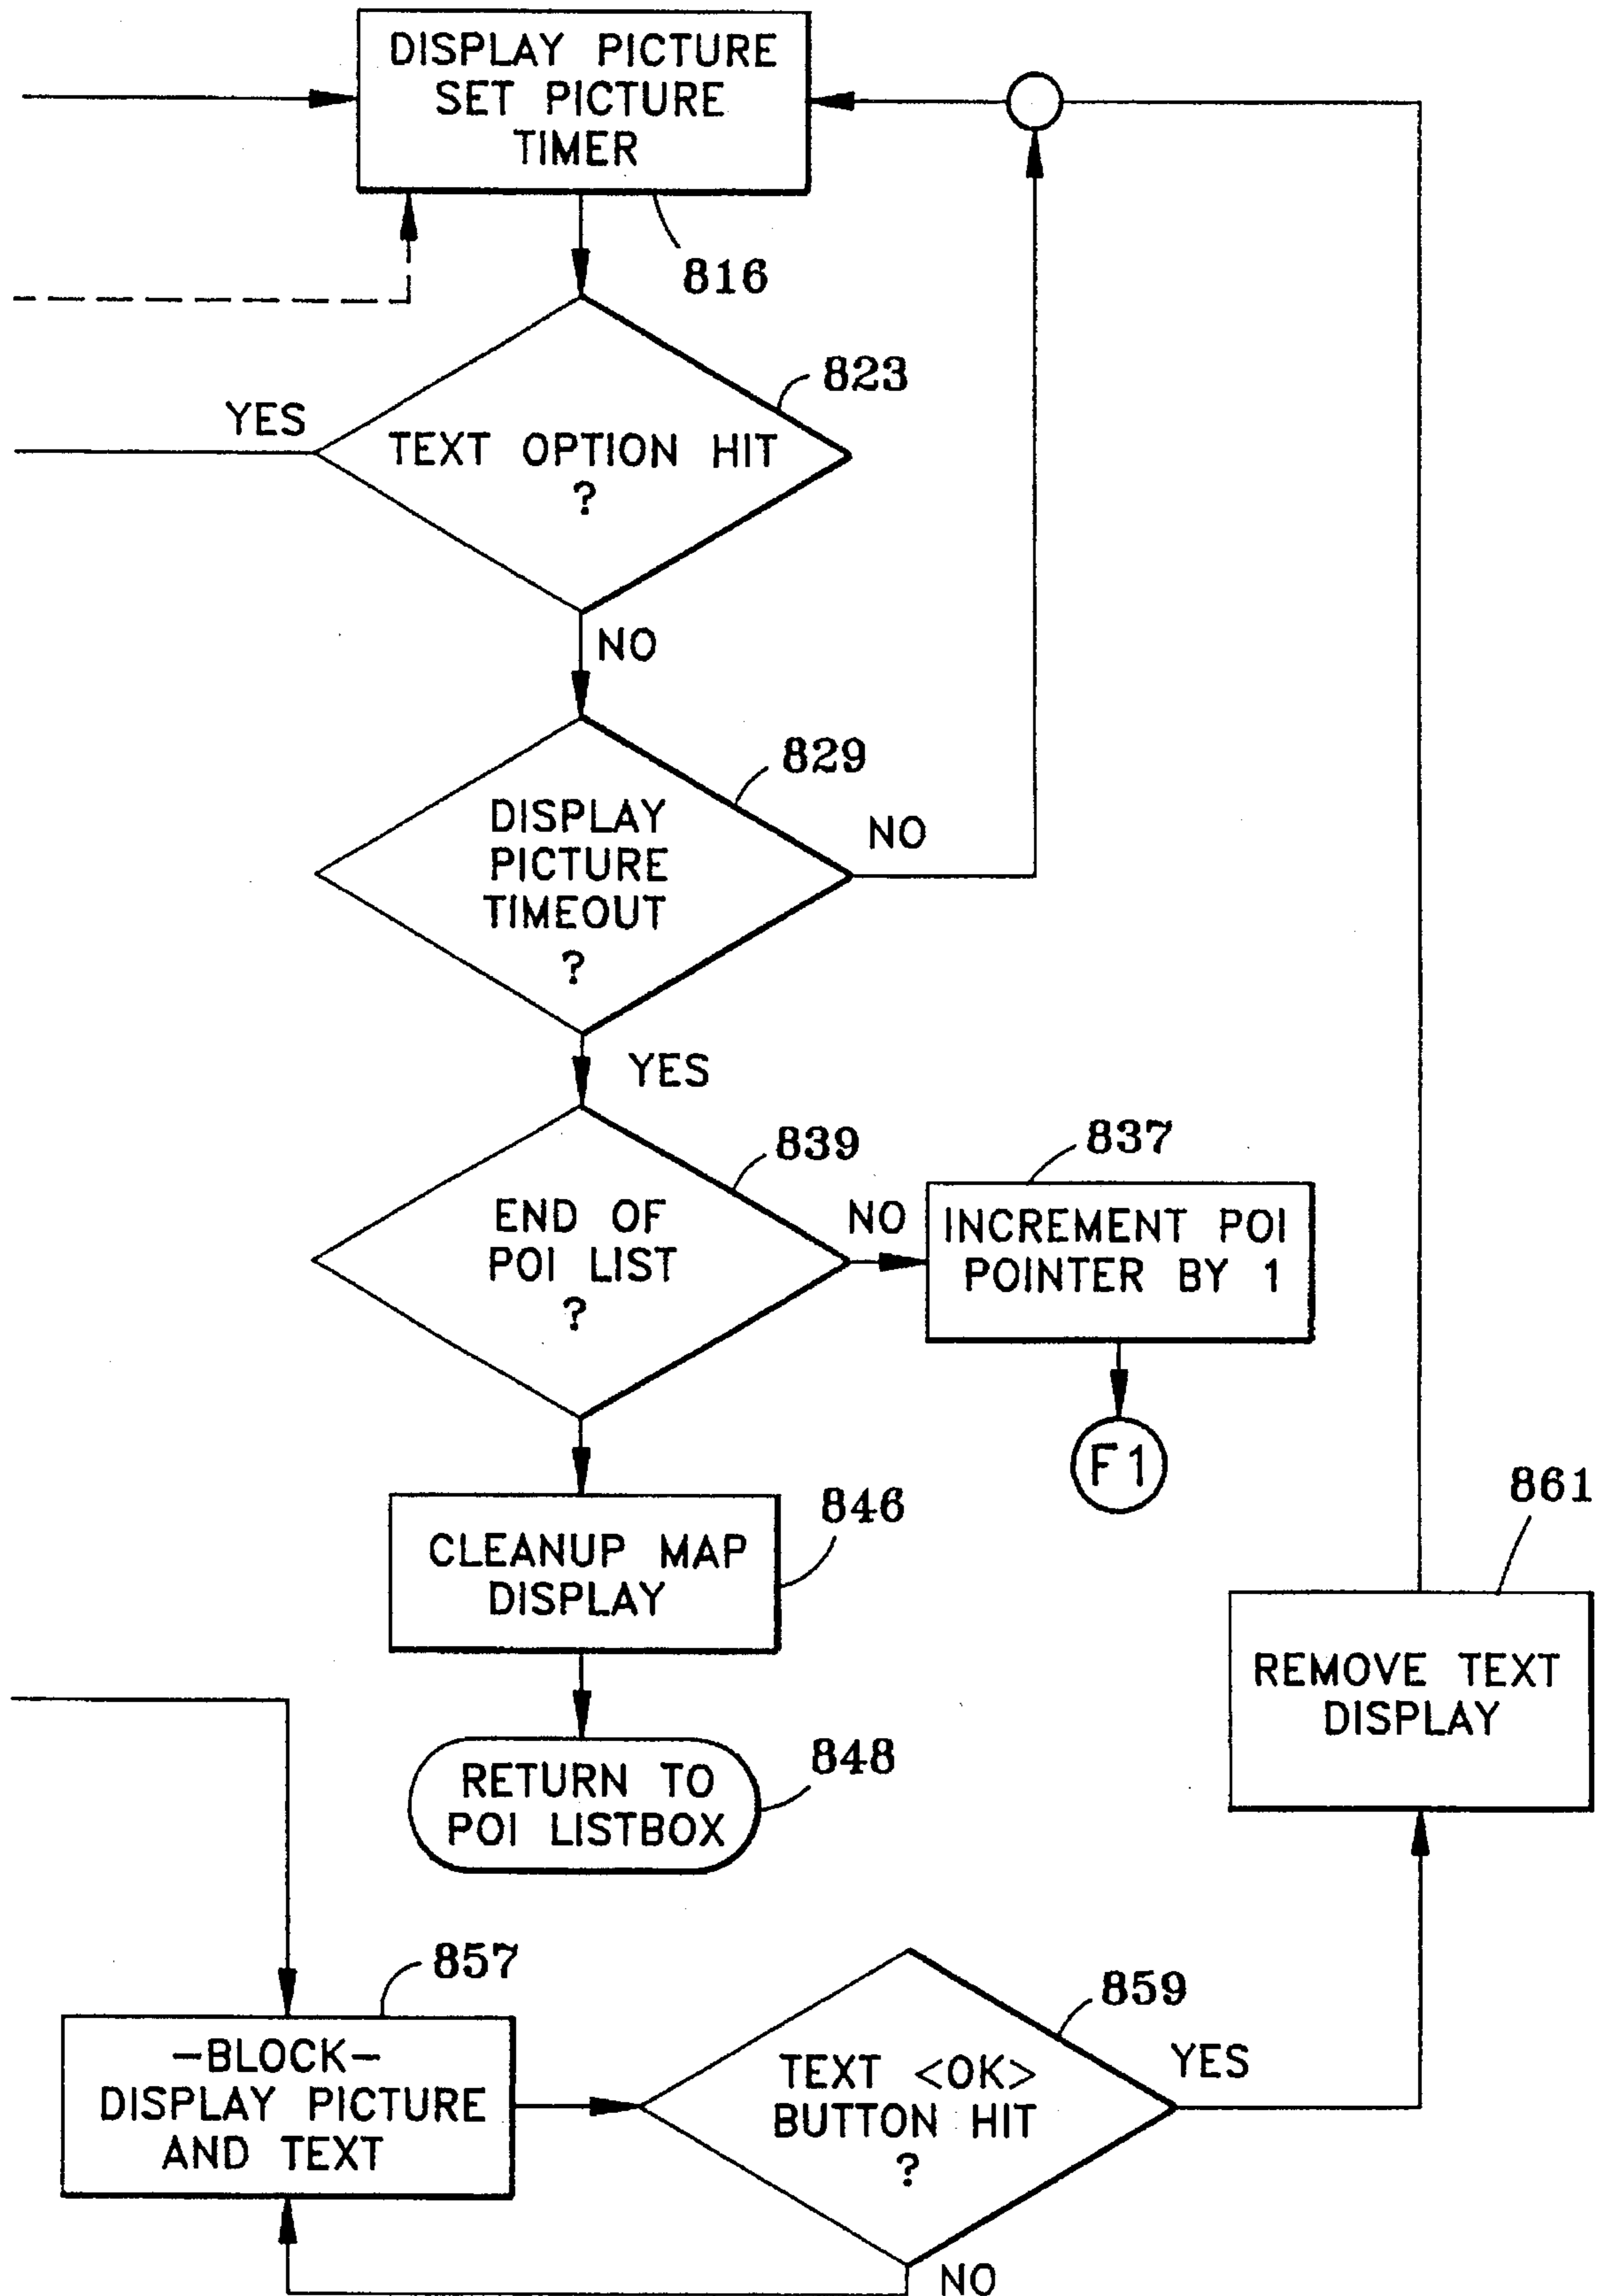 DISPLAY PICTURE
SET PICTURE
TIMER
816
823
YES
TEXT OPTION HIT
?
NO
829
DISPLAY
PICTURE
TIMEOUT
?
NO
YES
839
END OF
POI LIST
?
NO
837
INCREMENT POI
POINTER BY 1
F1
846
CLEANUP MAP
DISPLAY
861
REMOVE TEXT
DISPLAY
848
RETURN TO
POI LISTBOX
857
-BLOCK-
DISPLAY PICTURE
AND TEXT
859
TEXT <OK>
BUTTON HIT
?
YES
NO